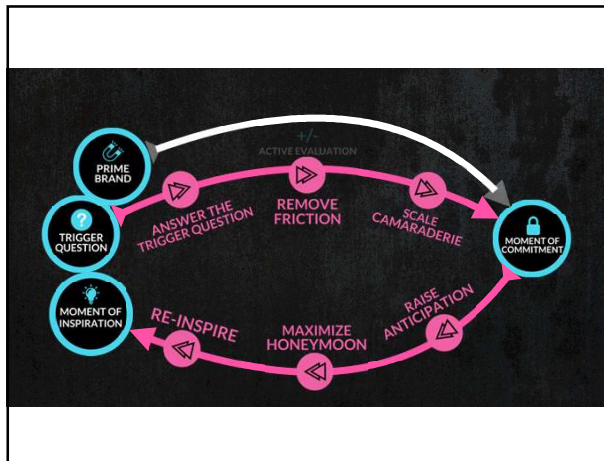 +/-
ACTIVE EVALUATION
PRIME
BRAND
?
TRIGGER
QUESTION
MOMENT OF
INSPIRATION
ANSWER THE
TRIGGER QUESTION
REMOVE
FRICTION
SCALE
CAMARADERIE
MOMENT OF
COMMITMENT
RAISE
ANTICIPATION
MAXIMIZE
HONEYMOON
RE-INSPIRE